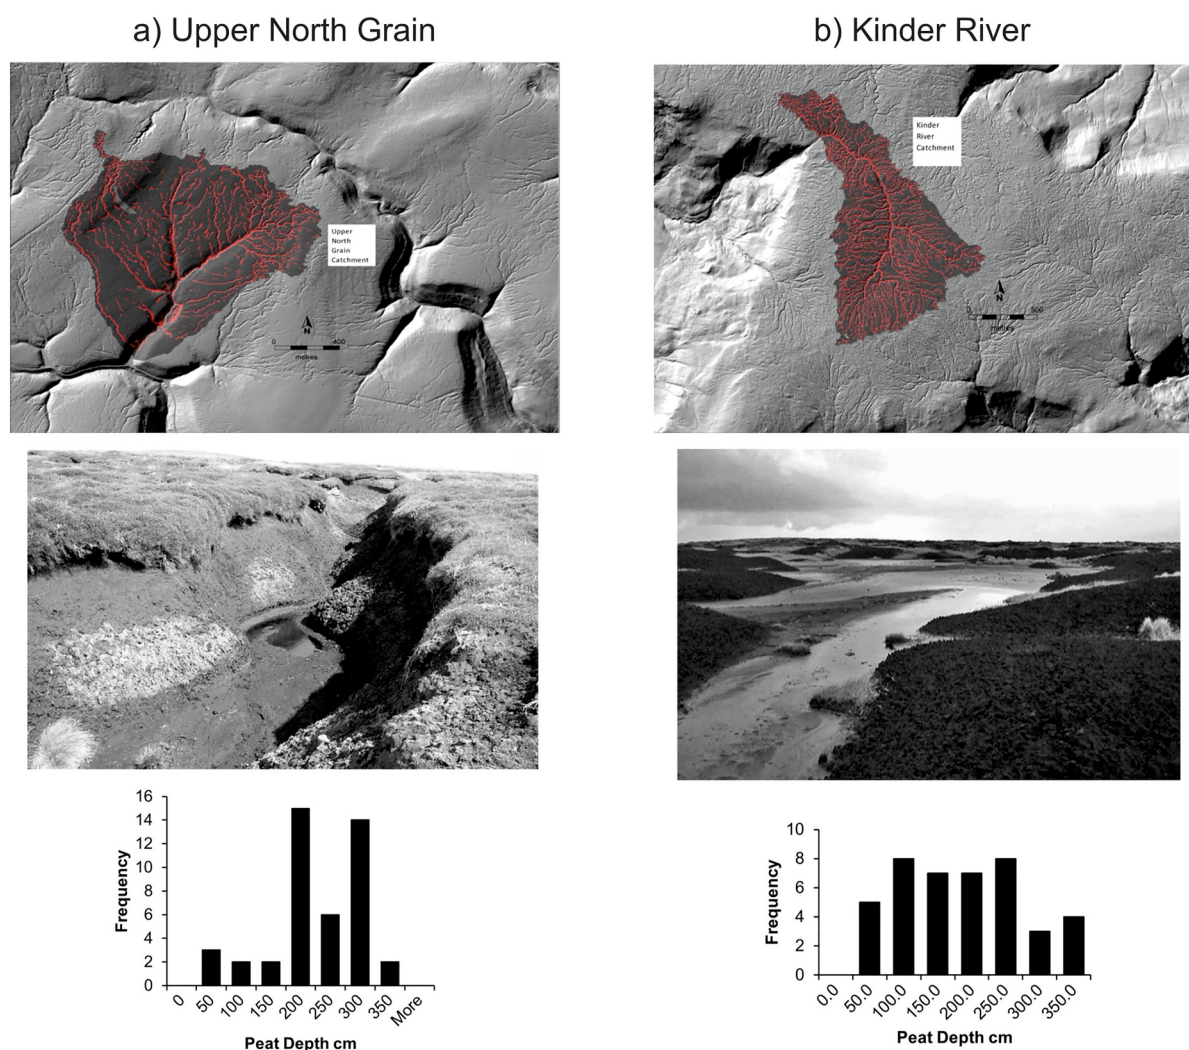 a) Upper North Grain
b) Kinder River
Upper
North
Grain
Catchment
N
0 400
metres
Kinder
River
Catchment
N
0 500
metres
16
14
12
10
8
6
4
2
0
Frequency
0 50 100 150 200 250 300 350 More
Peat Depth cm
10
8
6
4
2
0
Frequency
0.0 50.0 100.0 150.0 200.0 250.0 300.0 350.0
Peat Depth cm